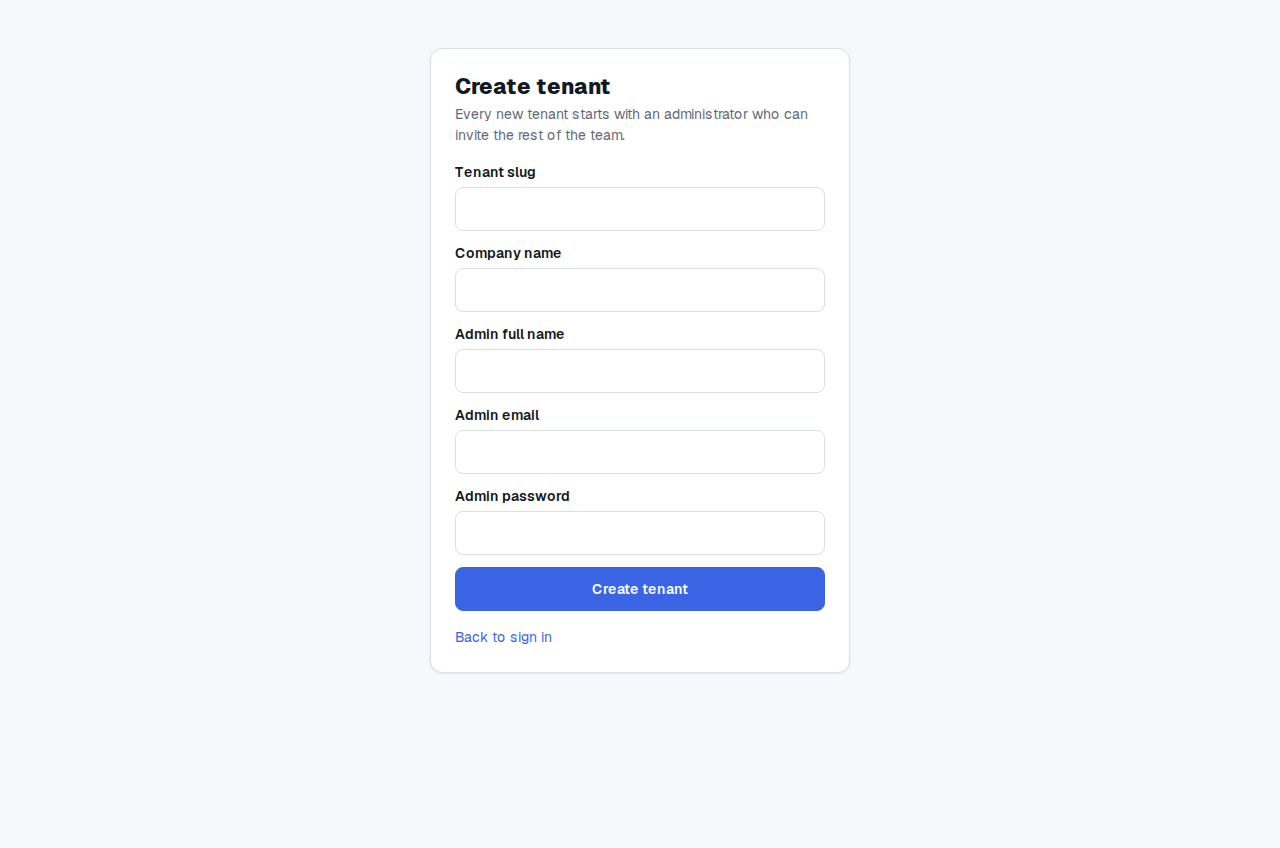 Create tenant
Every new tenant starts with an administrator who can
invite the rest of the team.
Tenant slug
Company name
Admin full name
Admin email
Admin password
Create tenant
Back to sign in